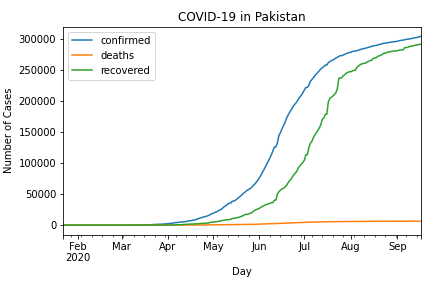 COVID-19 in Pakistan
confirmed
deaths
recovered
Number of Cases
300000
250000
200000
150000
100000
50000
0
Feb Mar Apr May Jun Jul Aug Sep
2020
Day